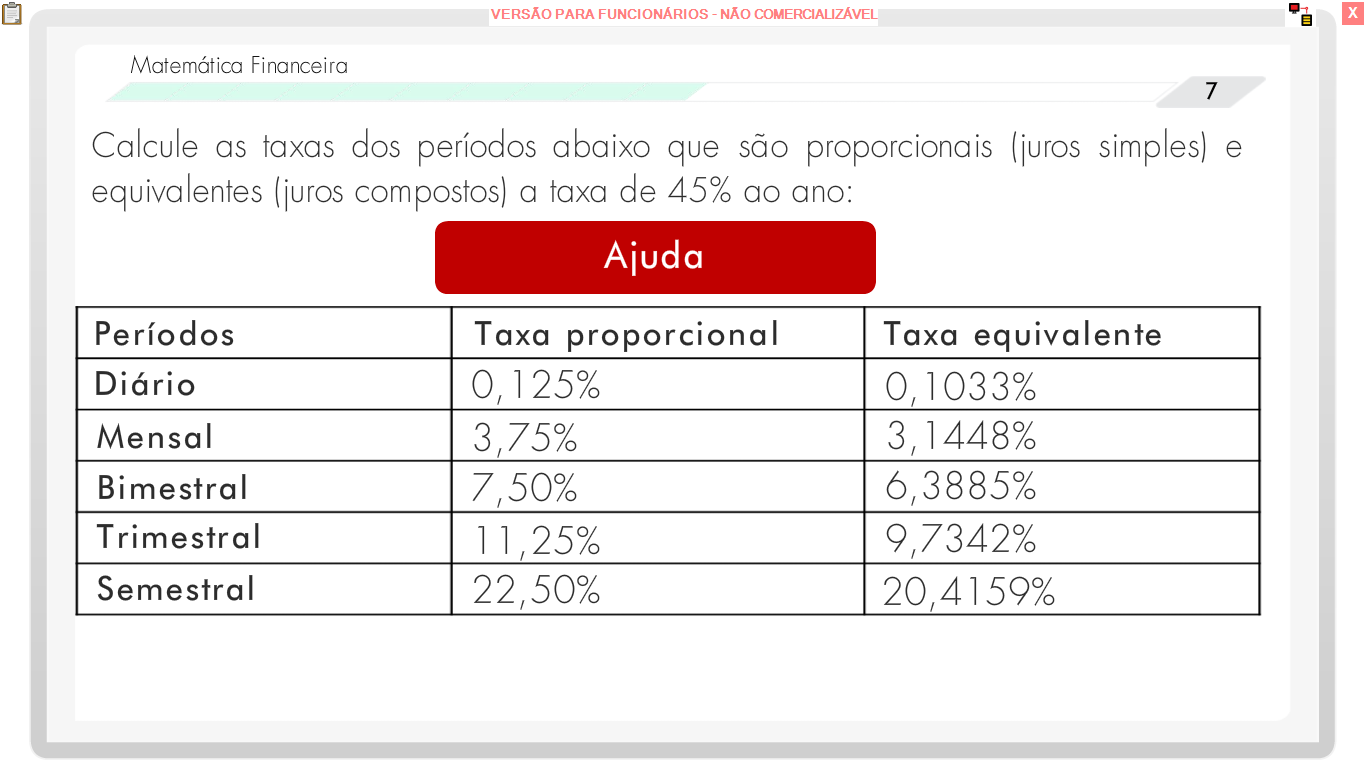 VERSÃO PARA FUNCIONÁRIOS - NÃO COMERCIALIZÁVEL
X
Matemática Financeira
7
Calcule as taxas dos períodos abaixo que são proporcionais (juros simples) e
equivalentes (juros compostos) a taxa de 45% ao ano:
Ajuda
Períodos Taxa proporcional Taxa equivalente
Diário 0,125% 0,1033%
Mensal 3,75% 3,1448%
Bimestral 7,50% 6,3885%
Trimestral 11,25% 9,7342%
Semestral 22,50% 20,4159%